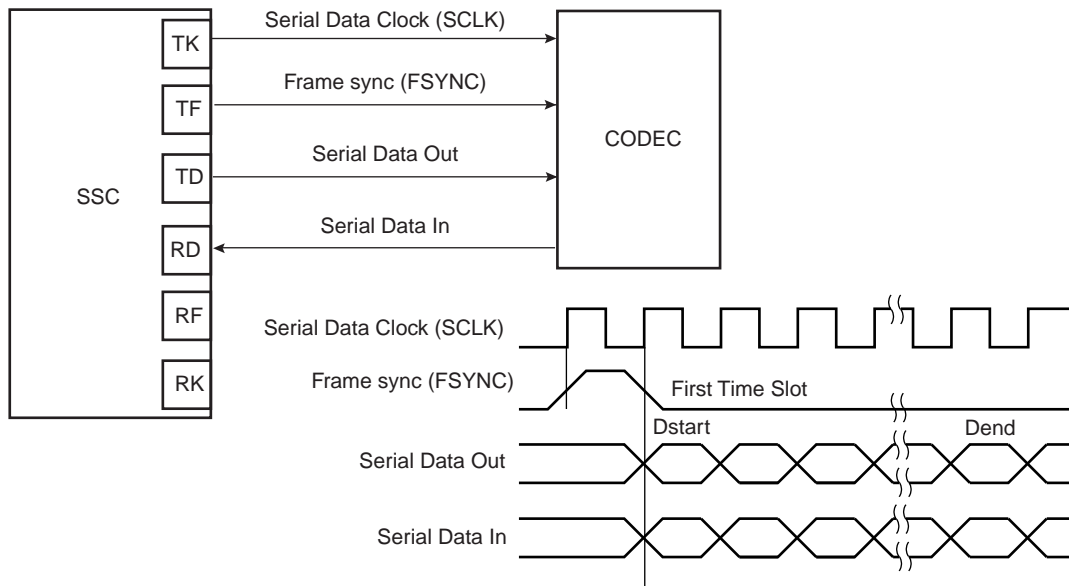 Serial Data Clock (SCLK)
TK
Frame sync (FSYNC)
TF
CODEC
Serial Data Out
TD
SSC
Serial Data In
RD
RF
Serial Data Clock (SCLK)
RK
Frame sync (FSYNC)
First Time Slot
Dstart
Dend
Serial Data Out
Serial Data In